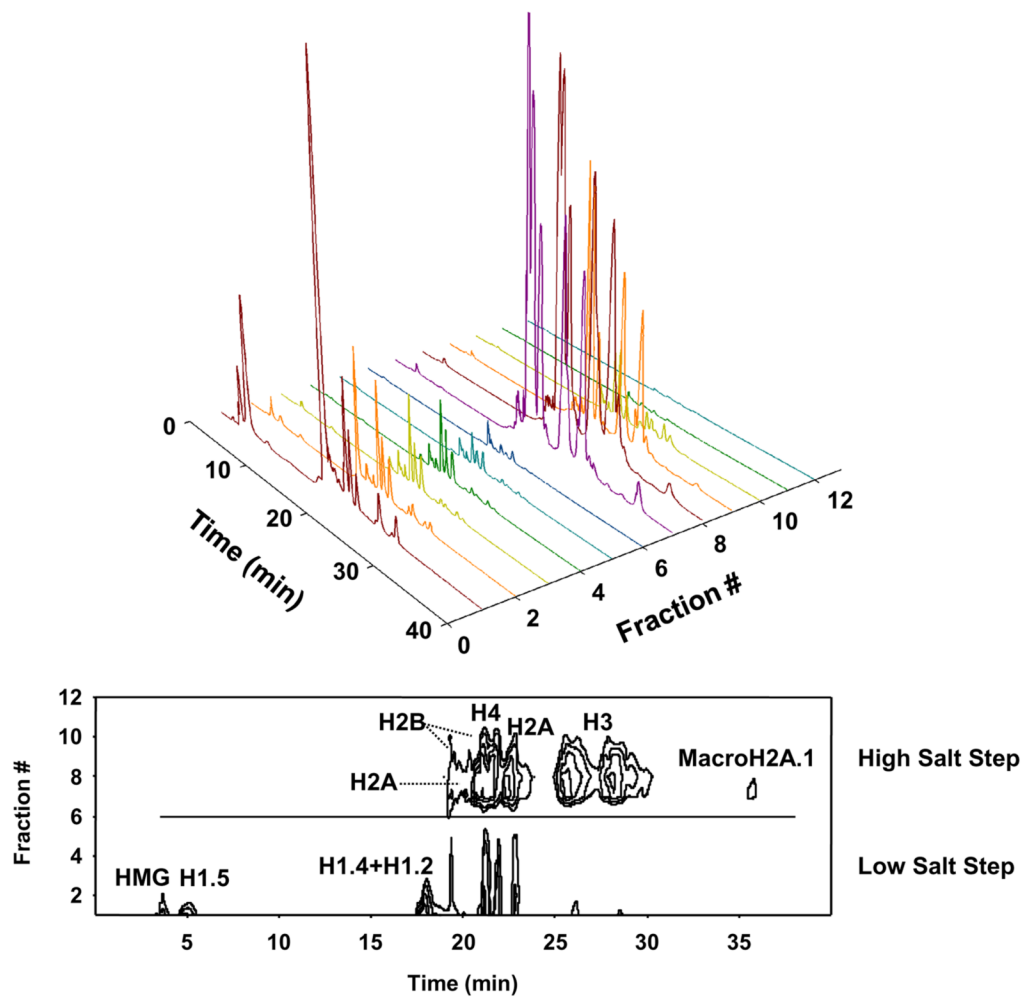 0
10
20
30
40
Time (min)
0
2
4
6
8
10
12
Fraction #
12
10
8
6
4
2
Fraction #
H2B
H4
H2A
H3
H2A
MacroH2A.1
High Salt Step
HMG
H1.5
H1.4+H1.2
Low Salt Step
5
10
15
20
25
30
35
Time (min)